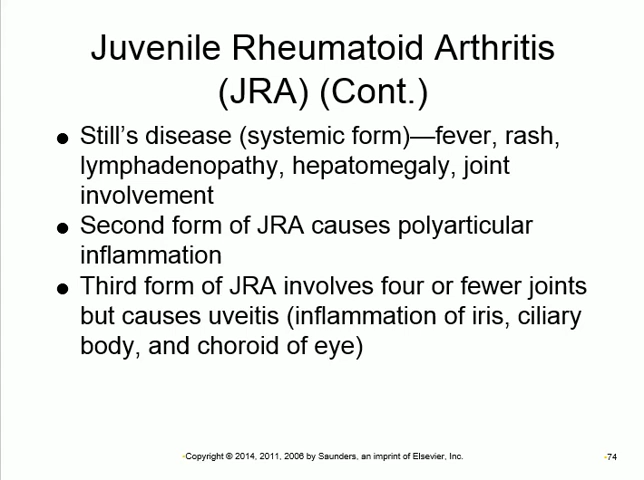 Juvenile Rheumatoid Arthritis
(JRA) (Cont.)
● Still's disease (systemic form)—fever, rash,
lymphadenopathy, hepatomegaly, joint
involvement
● Second form of JRA causes polyarticular
inflammation
● Third form of JRA involves four or fewer joints
but causes uveitis (inflammation of iris, ciliary
body, and choroid of eye)
•Copyright © 2014, 2011, 2006 by Saunders, an imprint of Elsevier, Inc.
•74